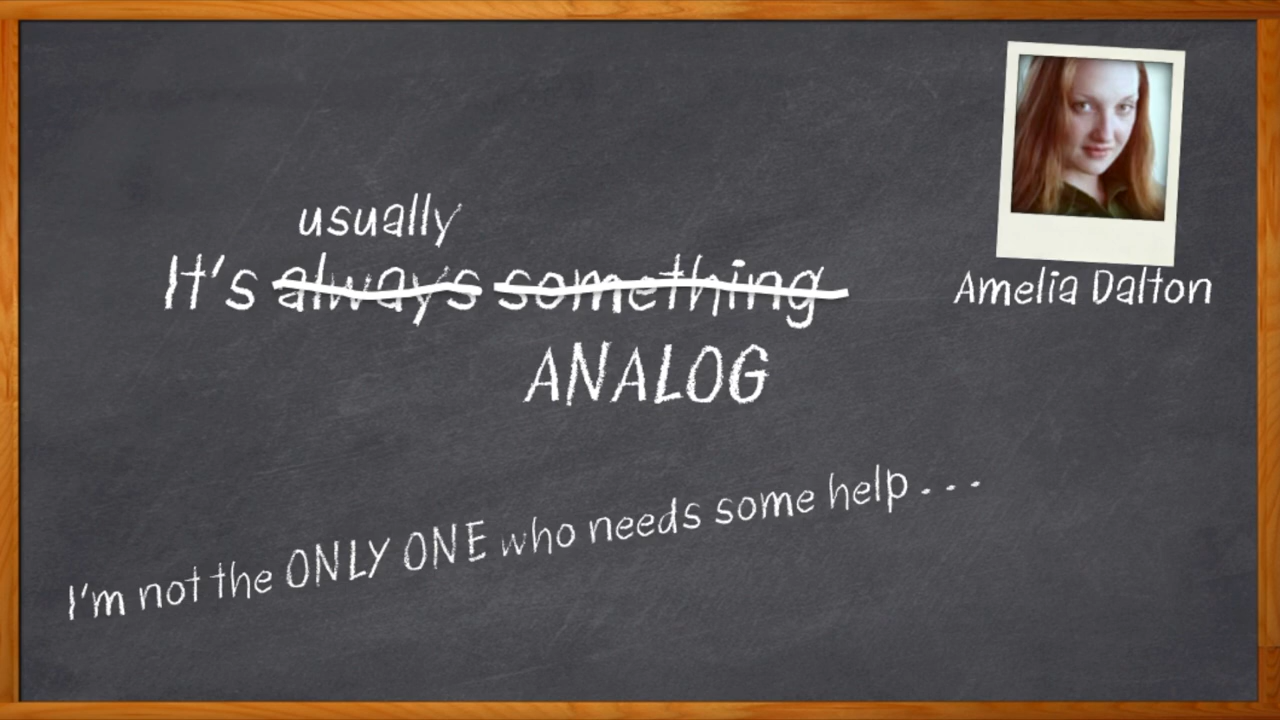 usually
It's always something
ANALOG
Amelia Dalton
I'm not the ONLY ONE who needs some help . . .